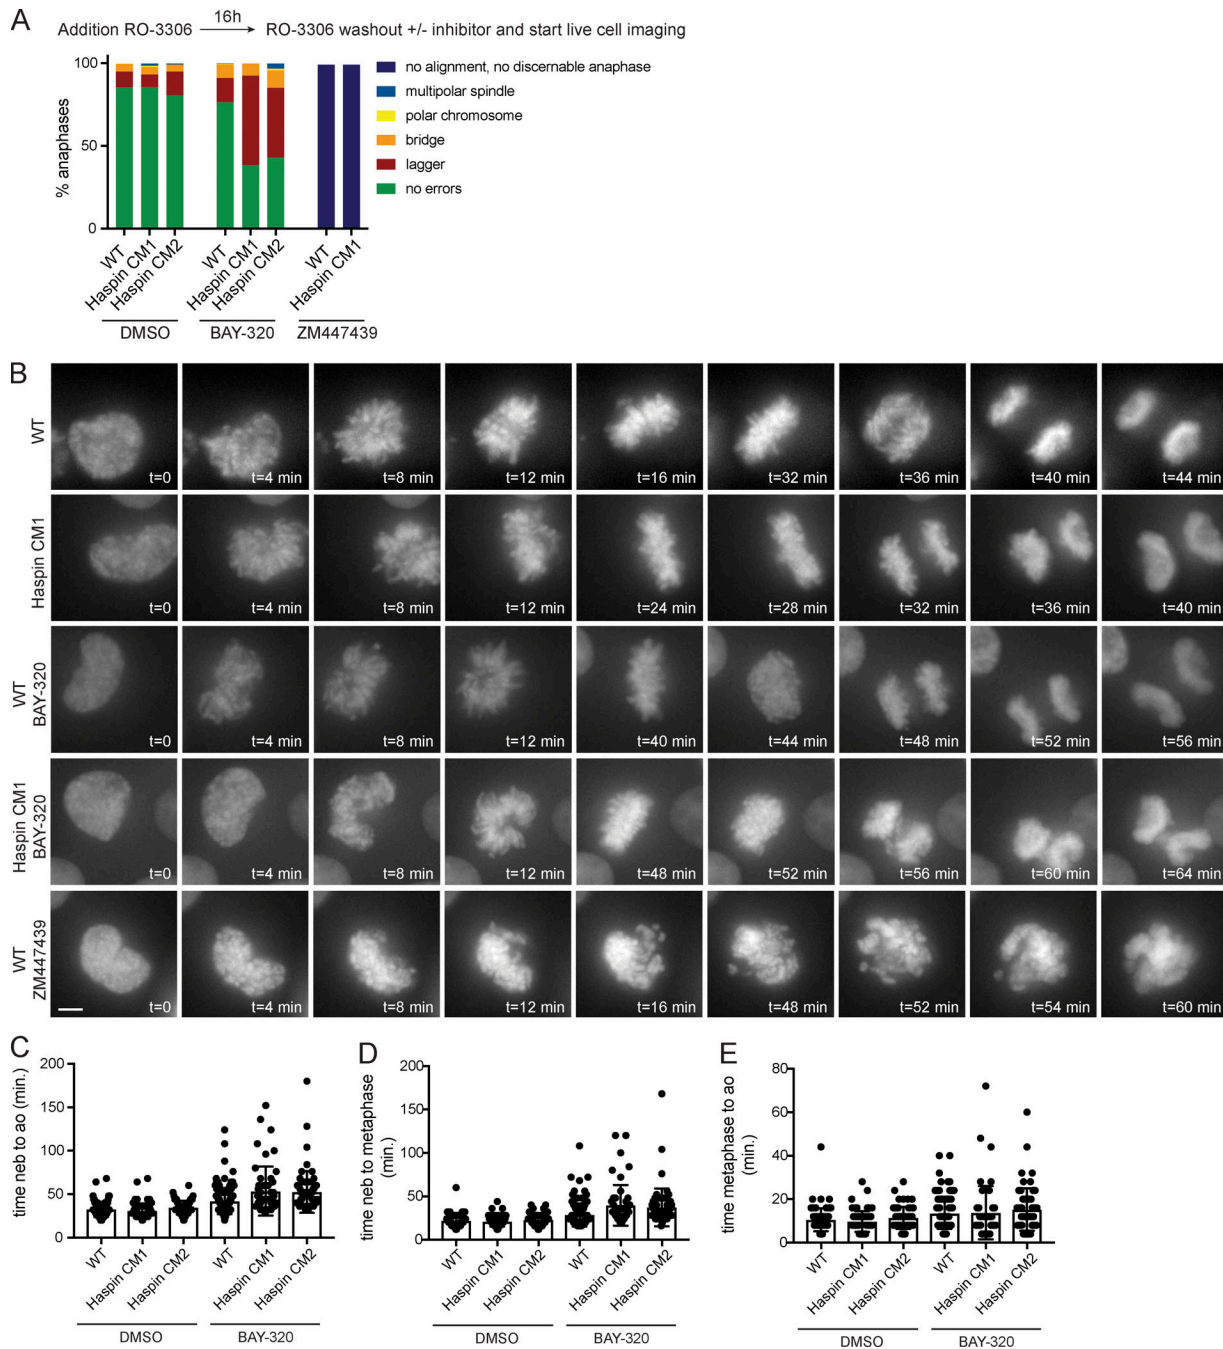 A
Addition RO-3306 16h RO-3306 washout +/- inhibitor and start live cell imaging
% anaphases
100
50
0
WT
Haspin CM1
Haspin CM2
WT
Haspin CM1
Haspin CM2
WT
Haspin CM1
DMSO
BAY-320
ZM447439
no alignment, no discernable anaphase
multipolar spindle
polar chromosome
bridge
lagger
no errors
B
WT
t=0 t=4 min t=8 min t=12 min t=16 min t=32 min t=36 min t=40 min t=44 min
Haspin CM1
t=0 t=4 min t=8 min t=12 min t=24 min t=28 min t=32 min t=36 min t=40 min
WT
BAY-320
t=0 t=4 min t=8 min t=12 min t=40 min t=44 min t=48 min t=52 min t=56 min
Haspin CM1
BAY-320
t=0 t=4 min t=8 min t=12 min t=48 min t=52 min t=56 min t=60 min t=64 min
WT
ZM447439
t=0 t=4 min t=8 min t=12 min t=16 min t=48 min t=52 min t=54 min t=60 min
C
time neb to ao (min.)
200
150
100
50
0
WT
Haspin CM1
Haspin CM2
WT
Haspin CM1
Haspin CM2
DMSO
BAY-320
D
time neb to metaphase
(min.)
200
150
100
50
0
WT
Haspin CM1
Haspin CM2
WT
Haspin CM1
Haspin CM2
DMSO
BAY-320
E
time metaphase to ao
(min.)
80
60
40
20
0
WT
Haspin CM1
Haspin CM2
WT
Haspin CM1
Haspin CM2
DMSO
BAY-320